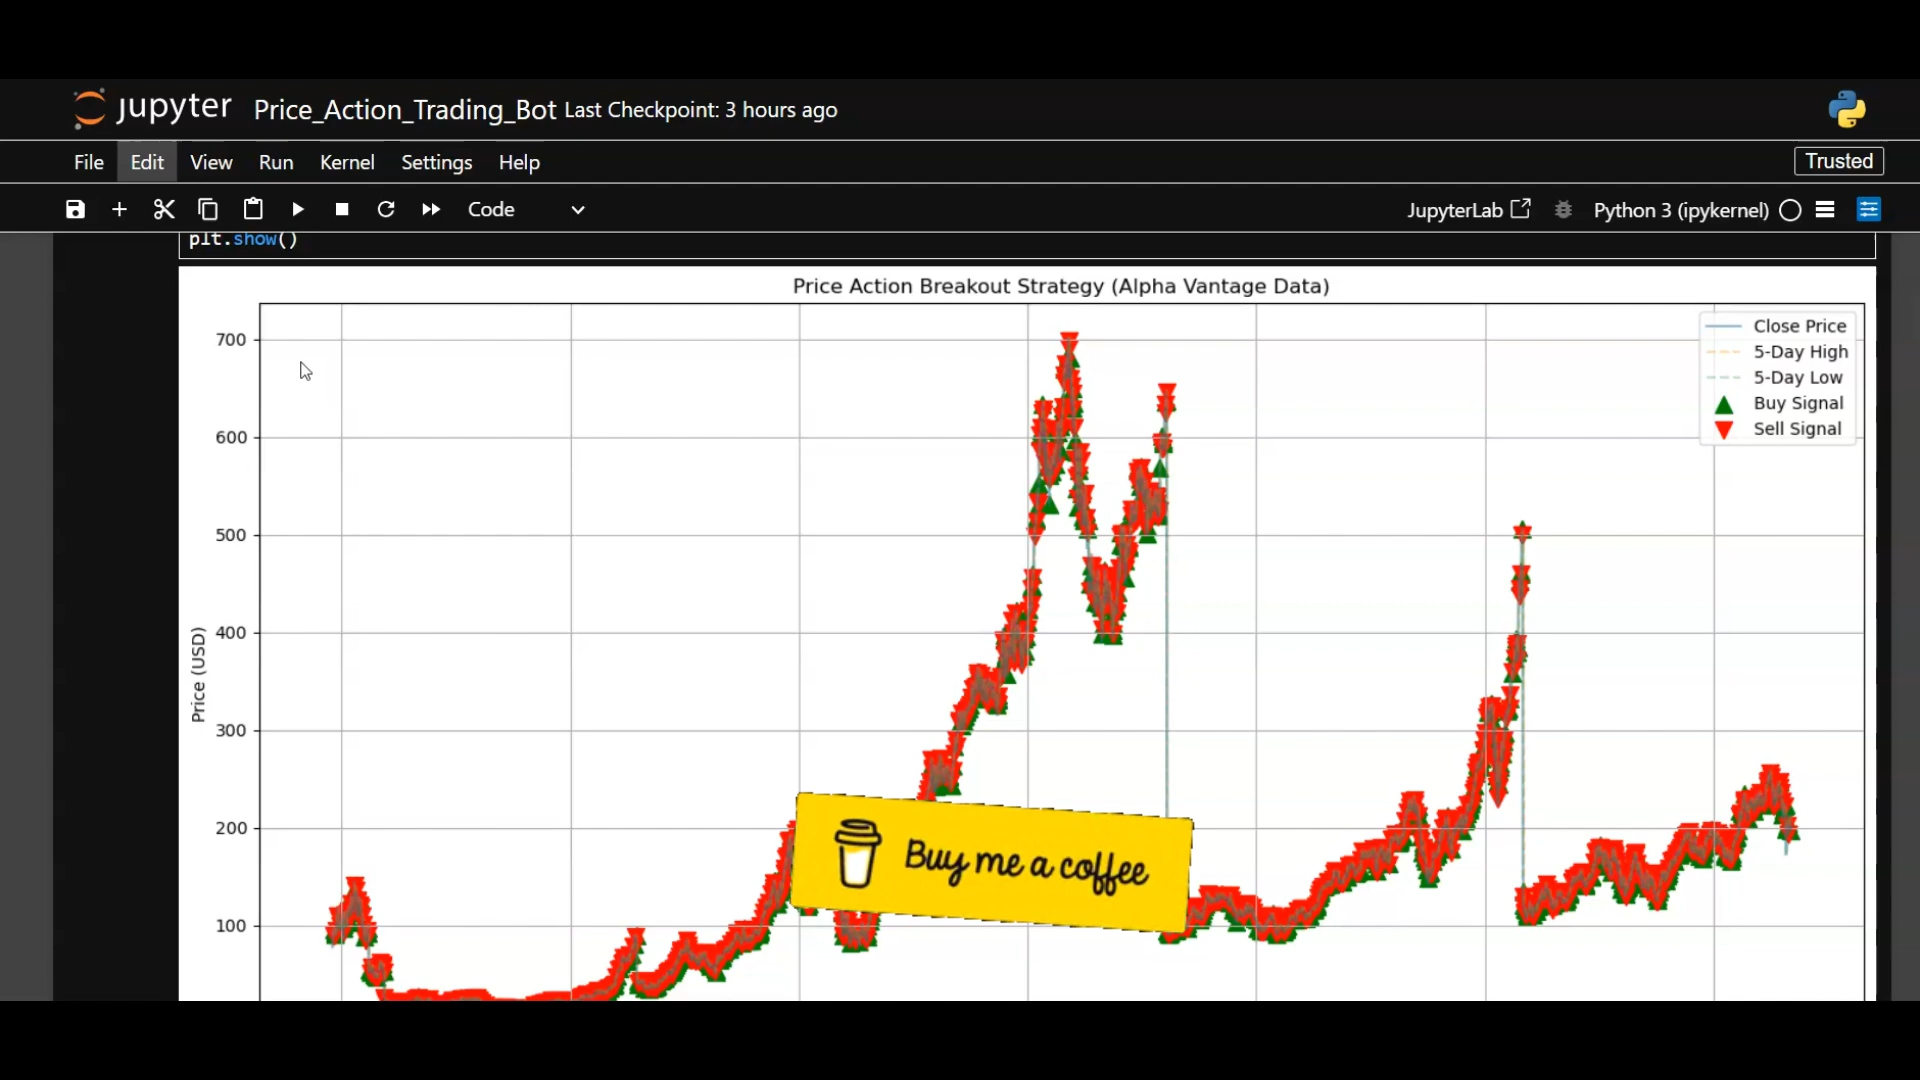 jupyter Price_Action_Trading_Bot Last Checkpoint: 3 hours ago
File Edit View Run Kernel Settings Help Trusted
Code JupyterLab Python 3 (ipykernel)
plt.show()
Price Action Breakout Strategy (Alpha Vantage Data)
Close Price
5-Day High
5-Day Low
Buy Signal
Sell Signal
700
600
500
400
300
200
100
Price (USD)
Buy me a coffee